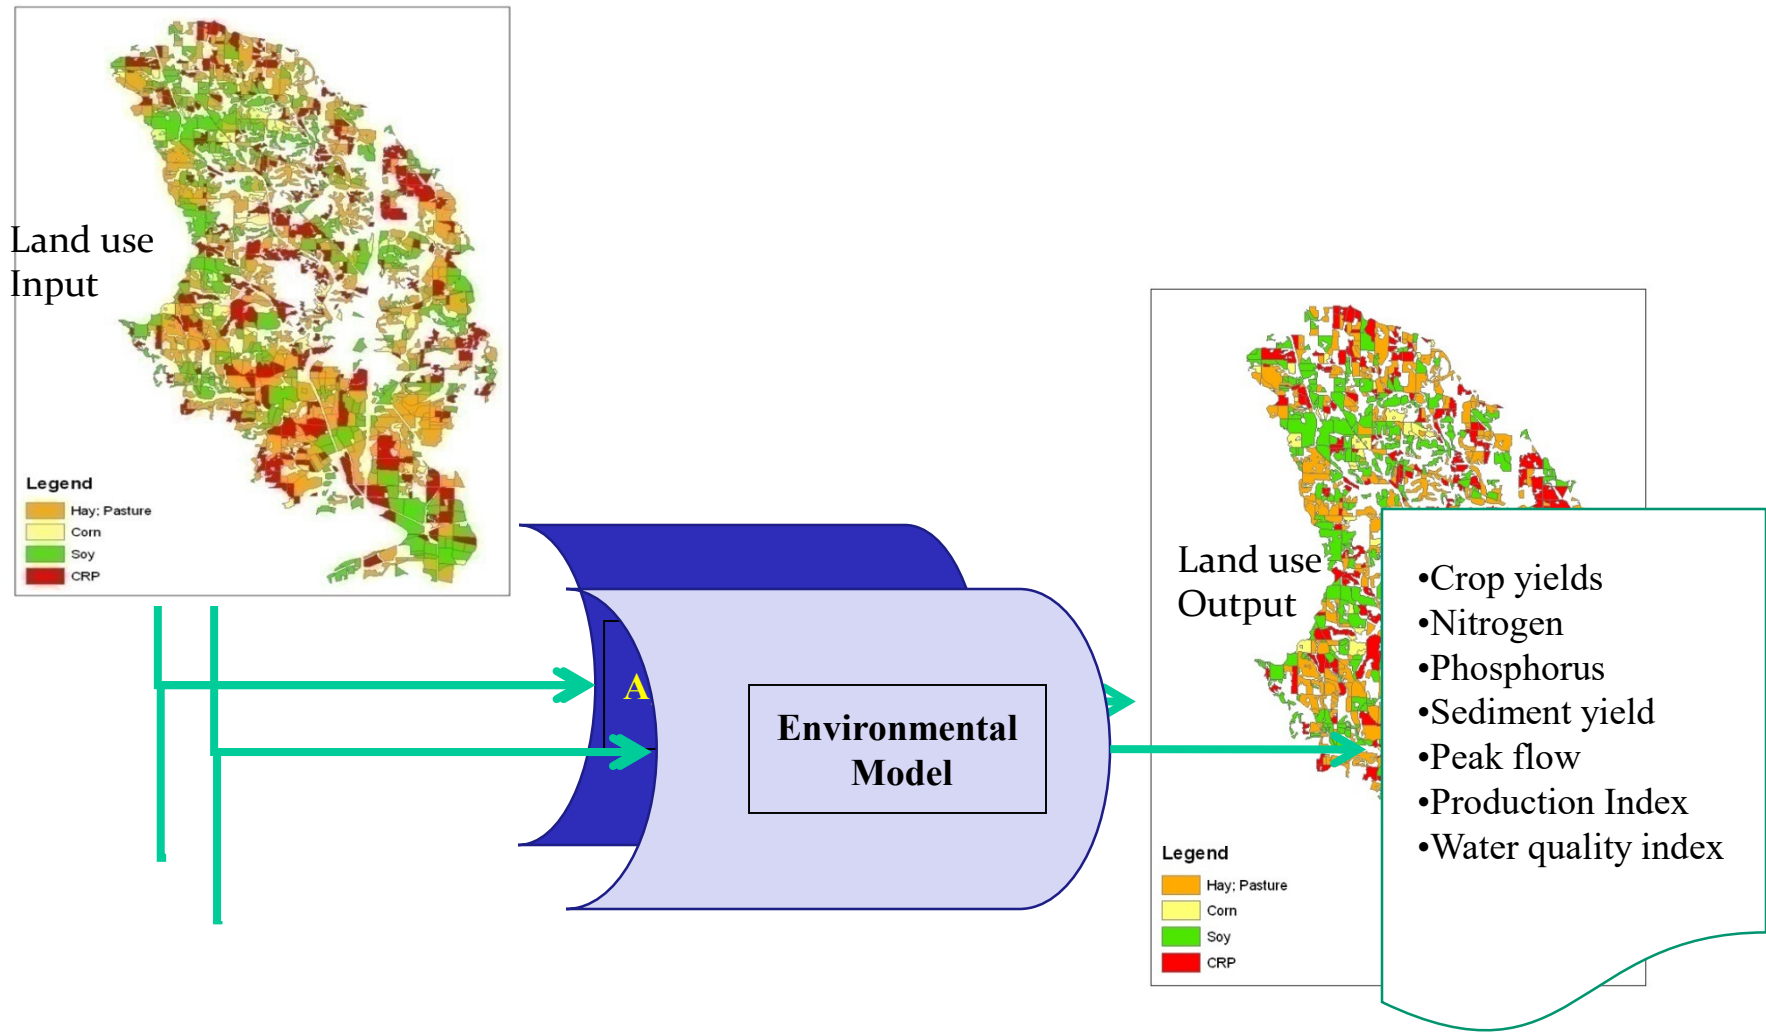 Land use
Input
Legend
Hay; Pasture
Corn
Soy
CRP
A
Environmental
Model
Land use
Output
Legend
Hay; Pasture
Corn
Soy
CRP
•Crop yields
•Nitrogen
•Phosphorus
•Sediment yield
•Peak flow
•Production Index
•Water quality index